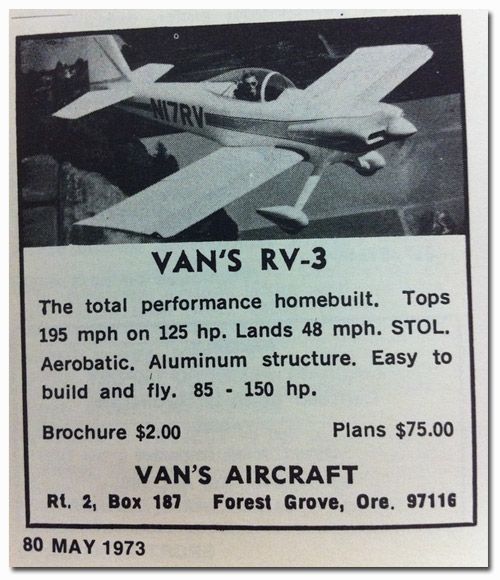 N17RV
VAN'S RV-3
The total performance homebuilt. Tops
195 mph on 125 hp. Lands 48 mph. STOL.
Aerobatic. Aluminum structure. Easy to
build and fly. 85 - 150 hp.
Brochure $2.00 Plans $75.00
VAN'S AIRCRAFT
Rt. 2, Box 187 Forest Grove, Ore. 97116
80 MAY 1973